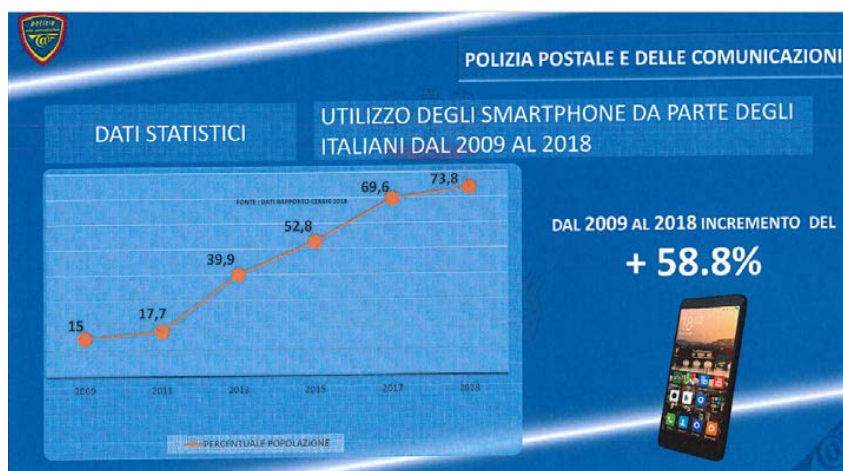 polizia
POLIZIA POSTALE E DELLE COMUNICAZIONI
DATI STATISTICI
UTILIZZO DEGLI SMARTPHONE DA PARTE DEGLI
ITALIANI DAL 2009 AL 2018
FONTE : DATI RAPPORTO CENSIS 2018
15
17,7
39,9
52,8
69,6
73,8
2009
2011
2013
2015
2017
2018
PERCENTUALE POPOLAZIONE
DAL 2009 AL 2018 INCREMENTO DEL
+ 58.8%